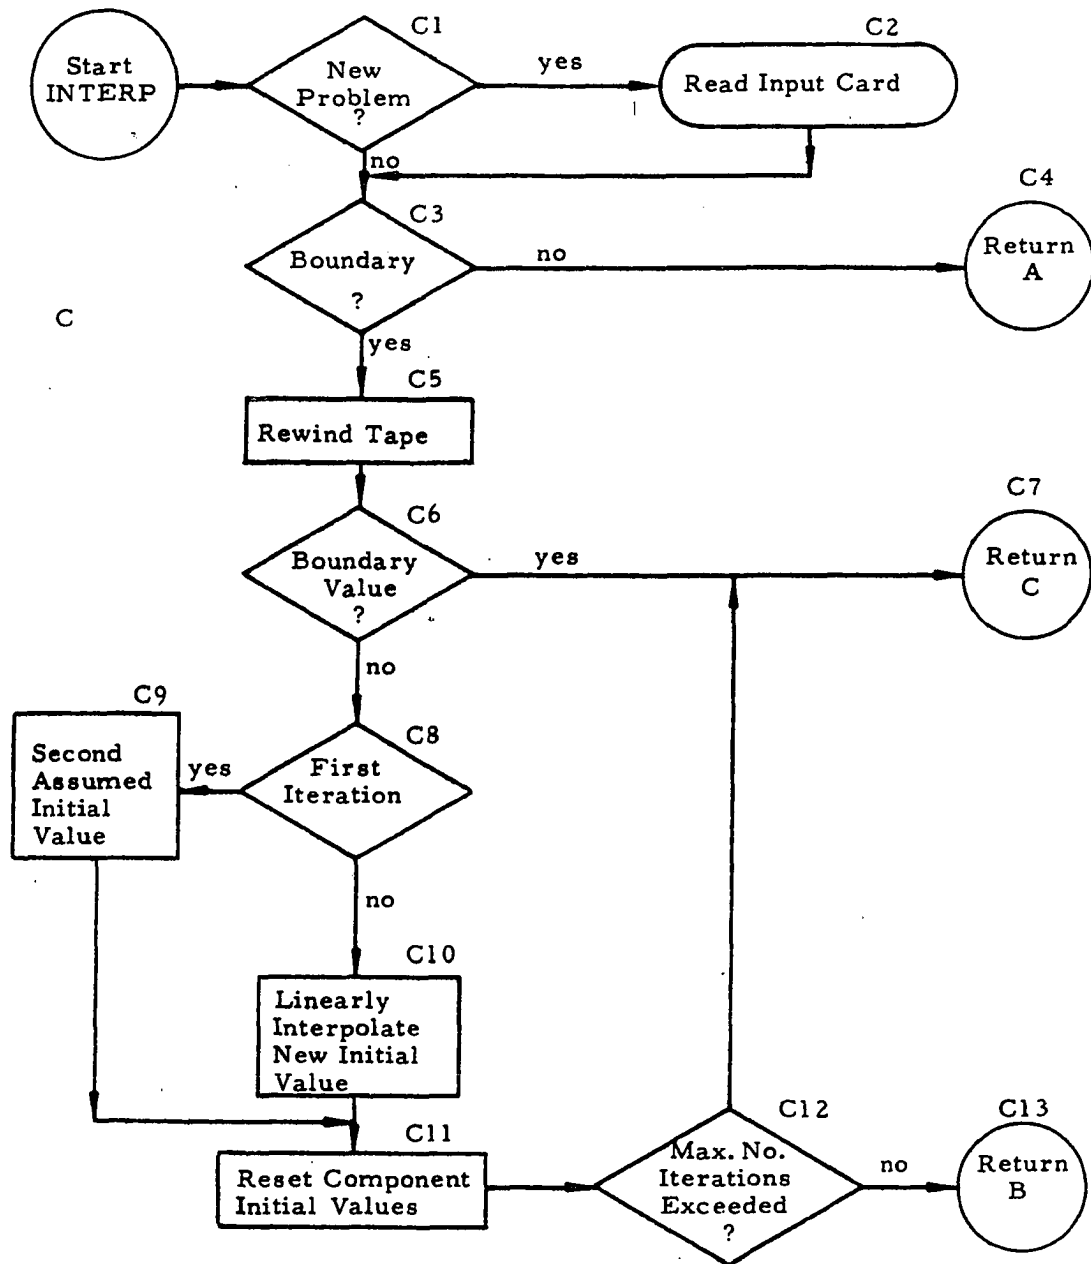 C1
C2
Start
INTERP
New
Problem
?
yes
Read Input Card
no
C3
C4
Boundary
?
no
Return
A
C
yes
C5
Rewind Tape
C6
C7
Boundary
Value
?
yes
Return
C
no
C9
C8
Second
Assumed
Initial
Value
yes
First
Iteration
no
C10
Linearly
Interpolate
New Initial
Value
C11
C12
C13
Reset Component
Initial Values
Max. No.
Iterations
Exceeded
?
no
Return
B